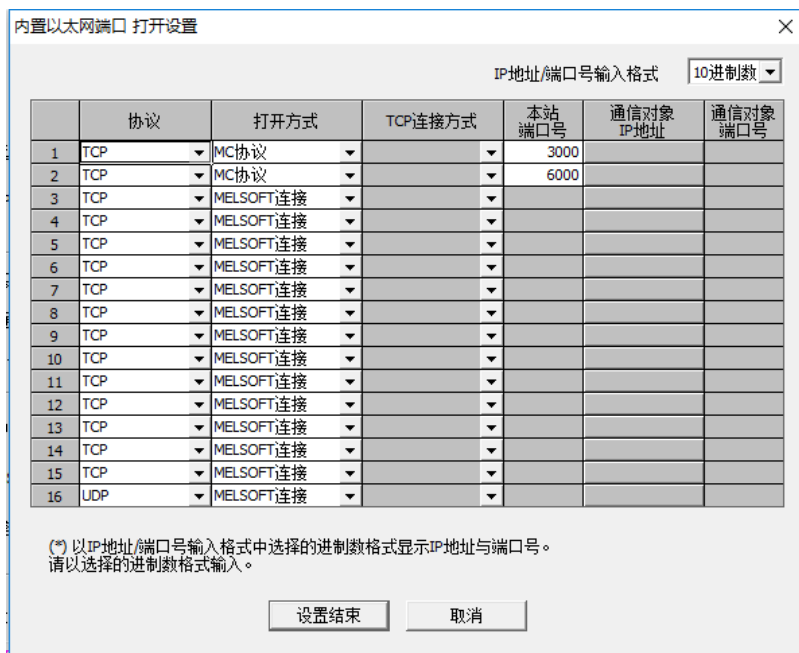 内置以太网端口 打开设置
IP地址/端口号输入格式 10进制数
协议 打开方式 TCP连接方式 本站端口号 通信对象IP地址 通信对象端口号
1 TCP MC协议 3000
2 TCP MC协议 6000
3 TCP MELSOFT连接
4 TCP MELSOFT连接
5 TCP MELSOFT连接
6 TCP MELSOFT连接
7 TCP MELSOFT连接
8 TCP MELSOFT连接
9 TCP MELSOFT连接
10 TCP MELSOFT连接
11 TCP MELSOFT连接
12 TCP MELSOFT连接
13 TCP MELSOFT连接
14 TCP MELSOFT连接
15 TCP MELSOFT连接
16 UDP MELSOFT连接
(*) 以IP地址/端口号输入格式中选择的进制数格式显示IP地址与端口号。
请以选择的进制数格式输入。
设置结束 取消